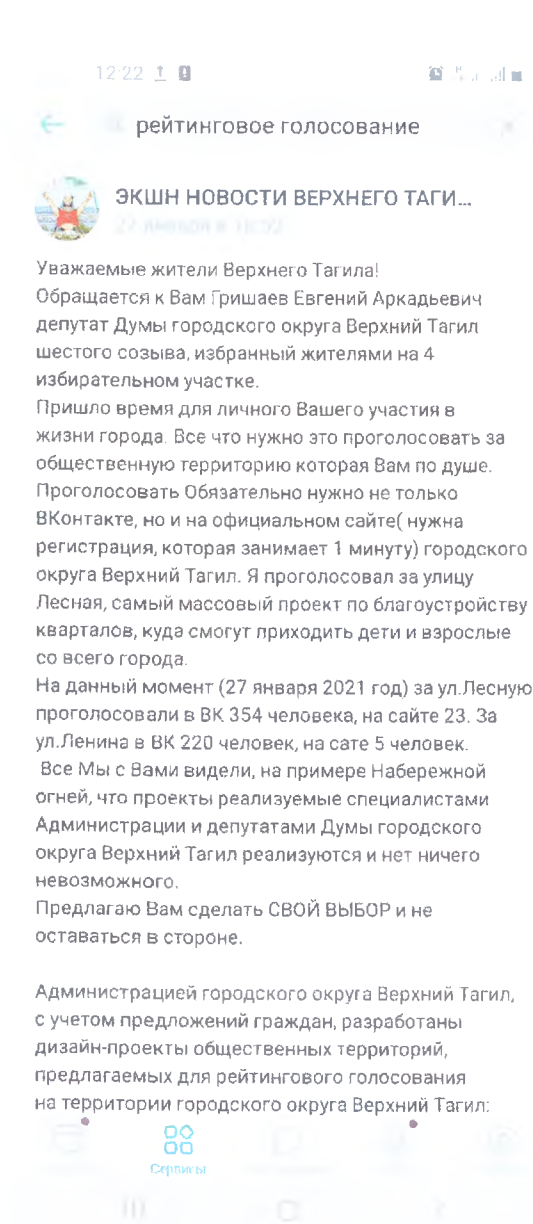 12:22
рейтинговое голосование
ЭКШН НОВОСТИ ВЕРХНЕГО ТАГИ...
27 января в
Уважаемые жители Верхнего Тагила!
Обращается к Вам Гришаев Евгений Аркадьевич
депутат Думы городского округа Верхний Тагил
шестого созыва, избранный жителями на 4
избирательном участке.
Пришло время для личного Вашего участия в
жизни города. Все что нужно это проголосовать за
общественную территорию которая Вам по душе.
Проголосовать Обязательно нужно не только
ВКонтакте, но и на официальном сайте( нужна
регистрация, которая занимает 1 минуту) городского
округа Верхний Тагил. Я проголосовал за улицу
Лесная, самый массовый проект по благоустройству
кварталов, куда смогут приходить дети и взрослые
со всего города.
На данный момент (27 января 2021 год) за ул.Лесную
проголосовали в ВК 354 человека, на сайте 23. За
ул.Ленина в ВК 220 человек, на сате 5 человек.
Все Мы с Вами видели, на примере Набережной
огней, что проекты реализуемые специалистами
Администрации и депутатами Думы городского
округа Верхний Тагил реализуются и нет ничего
невозможного.
Предлагаю Вам сделать СВОЙ ВЫБОР и не
оставаться в стороне.
Администрацией городского округа Верхний Тагил,
с учетом предложений граждан, разработаны
дизайн-проекты общественных территорий,
предлагаемых для рейтингового голосования
на территории городского округа Верхний Тагил:
Сервисы